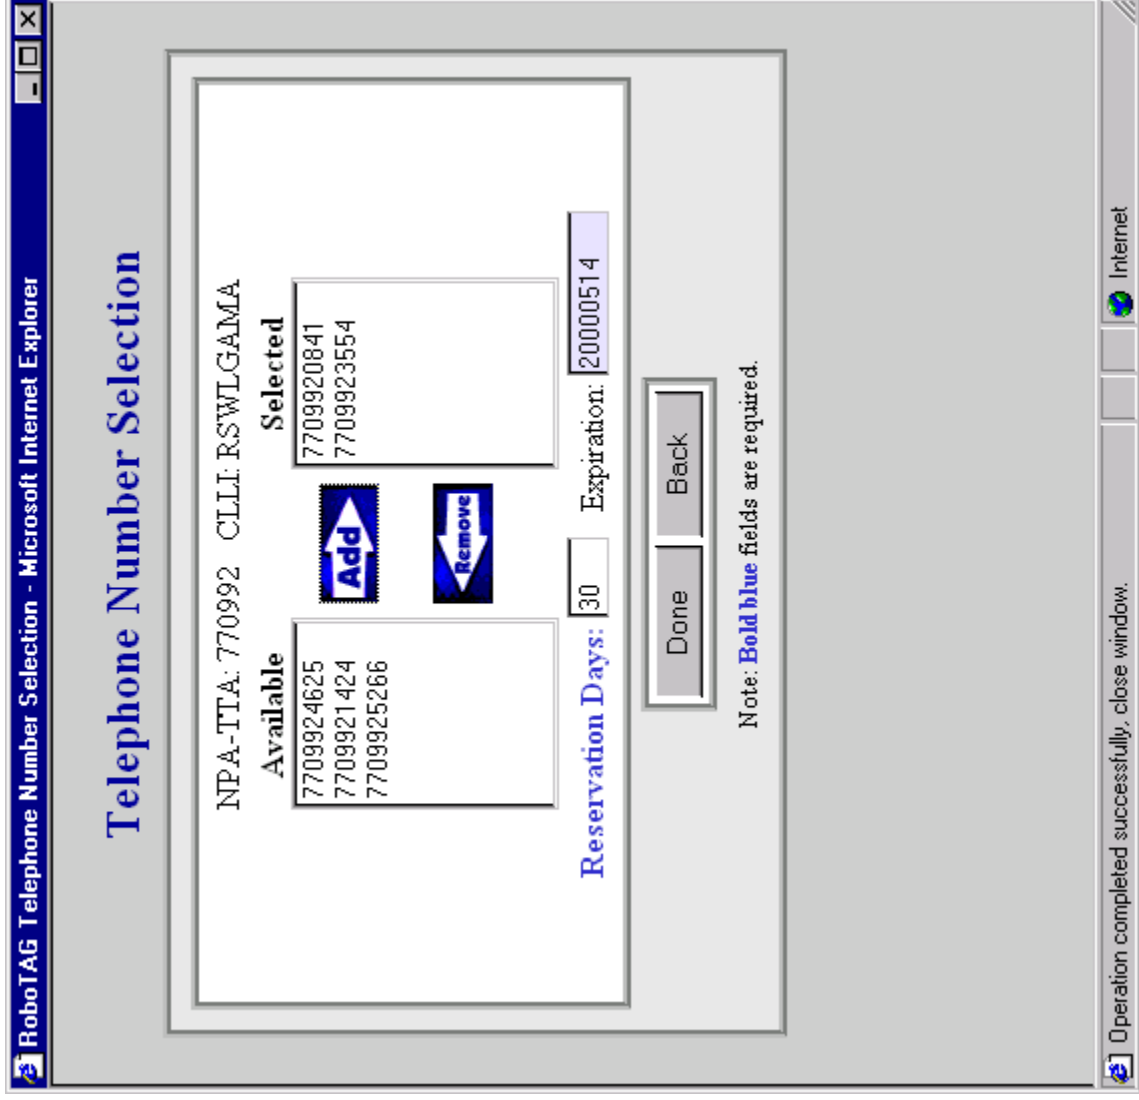 RoboTAG Telephone Number Selection - Microsoft Internet Explorer
Telephone Number Selection
NPA-TTA: 770992 CLLI: RSWLGAMA
Available Selected
7709924625 7709920841
7709921424 7709923554
7709925266
Add
Remove
Reservation Days: 30 Expiration: 20000514
Done Back
Note: Bold blue fields are required.
Operation completed successfully, close window. Internet